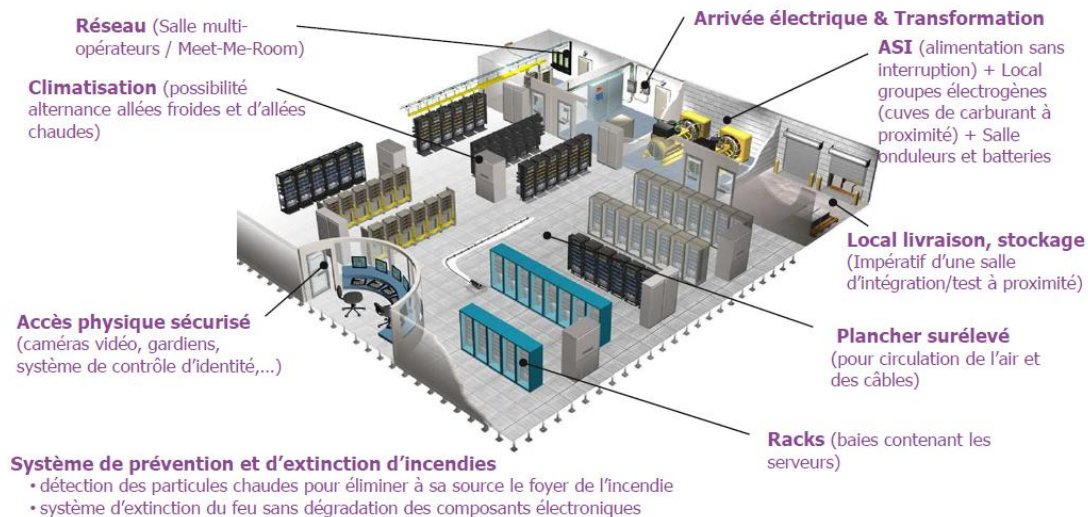 Réseau (Salle multi-
opérateurs / Meet-Me-Room)
Climatisation (possibilité
alternance allées froides et d'allées
chaudes)
Arrivée électrique & Transformation
ASI (alimentation sans
interruption) + Local
groupes électrogènes
(cuves de carburant à
proximité) + Salle
onduleurs et batteries
Local livraison, stockage
(Impératif d'une salle
d'intégration/test à proximité)
Accès physique sécurisé
(caméras vidéo, gardiens,
système de contrôle d'identité,...)
Plancher surélevé
(pour circulation de l'air et
des câbles)
Racks (baies contenant les
serveurs)
Système de prévention et d'extinction d'incendies
• détection des particules chaudes pour éliminer à sa source le foyer de l'incendie
• système d'extinction du feu sans dégradation des composants électroniques